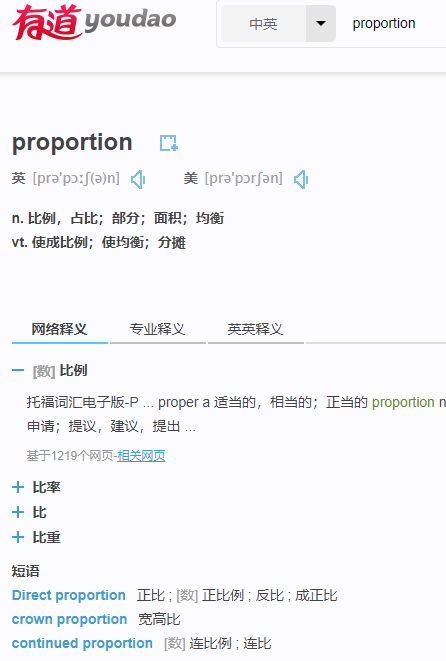 有道 youdao 中英 proportion
proportion
英 [prəˈpɔːʃ(ə)n] 美 [prəˈpɔrʃən]
n. 比例，占比；部分；面积；均衡
vt. 使成比例；使均衡；分摊
网络释义 专业释义 英英释义
[数] 比例
托福词汇电子版-P ... proper a 适当的，相当的；正当的 proportion n
申请；提议，建议，提出 ...
基于1219个网页-相关网页
比率
比
比重
短语
Direct proportion 正比 ; [数] 正比例 ; 反比 ; 成正比
crown proportion 宽高比
continued proportion [数] 连比例 ; 连比